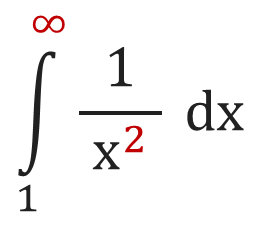 ∫₁^∞ 1/x² dx